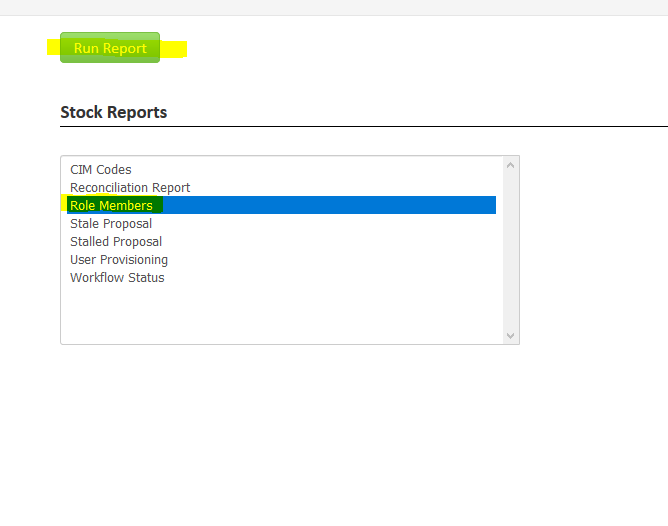 Run Report
Stock Reports
CIM Codes
Reconciliation Report
Role Members
Stale Proposal
Stalled Proposal
User Provisioning
Workflow Status